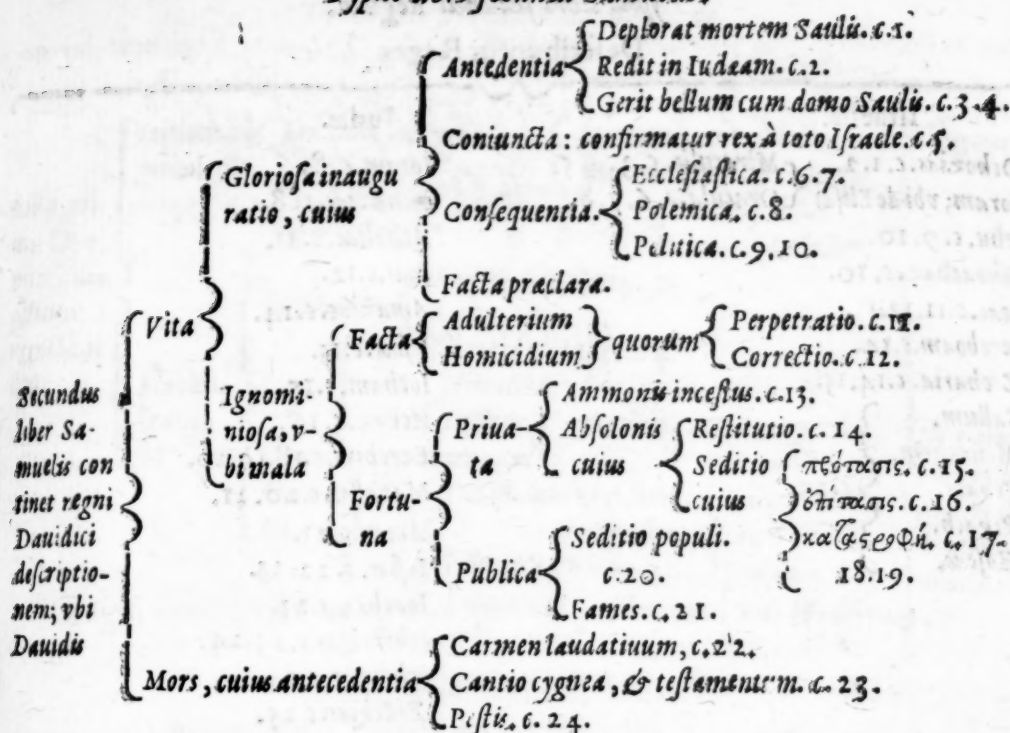 Deplorat mortem Saulis. c. 1.
Antedentia Redit in Iudæam. c. 2.
Gerit bellum cum domo Saulis. c. 3. 4.
Coniuncta: confirmatur rex à toto Israele. c. 5.
Gloriosa inaugu
ratio, cuius
Ecclesiastica. c. 6. 7.
Consequentia. Polemica. c. 8.
Politica. c. 9. 10.
Facta præclara.
Vita
Facta Adulterium
Homicidium quorum Perpetratio. c. 11.
Correctio. c. 12.
Ignomi-
niosa, v-
bi mala
Priua-
ta
Ammonis incestus. c. 13.
Absolonis
cuius
Restitutio. c. 14.
Seditio
cuius
πρότασις. c. 15.
ἐπίτασις. c. 16.
καταστροφὴ. c. 17.
18. 19.
Fortu-
na
Publica
Seditio populi.
c. 20.
Fames. c. 21.
Secundus
liber Sa-
muelis con
tinet regni
Dauidici
descriptio-
nem; vbi
Dauidis
Mors, cuius antecedentia Carmen laudatiuum, c. 22.
Cantio cygnea, & testamentum. c. 23.
Pestis, c. 24.